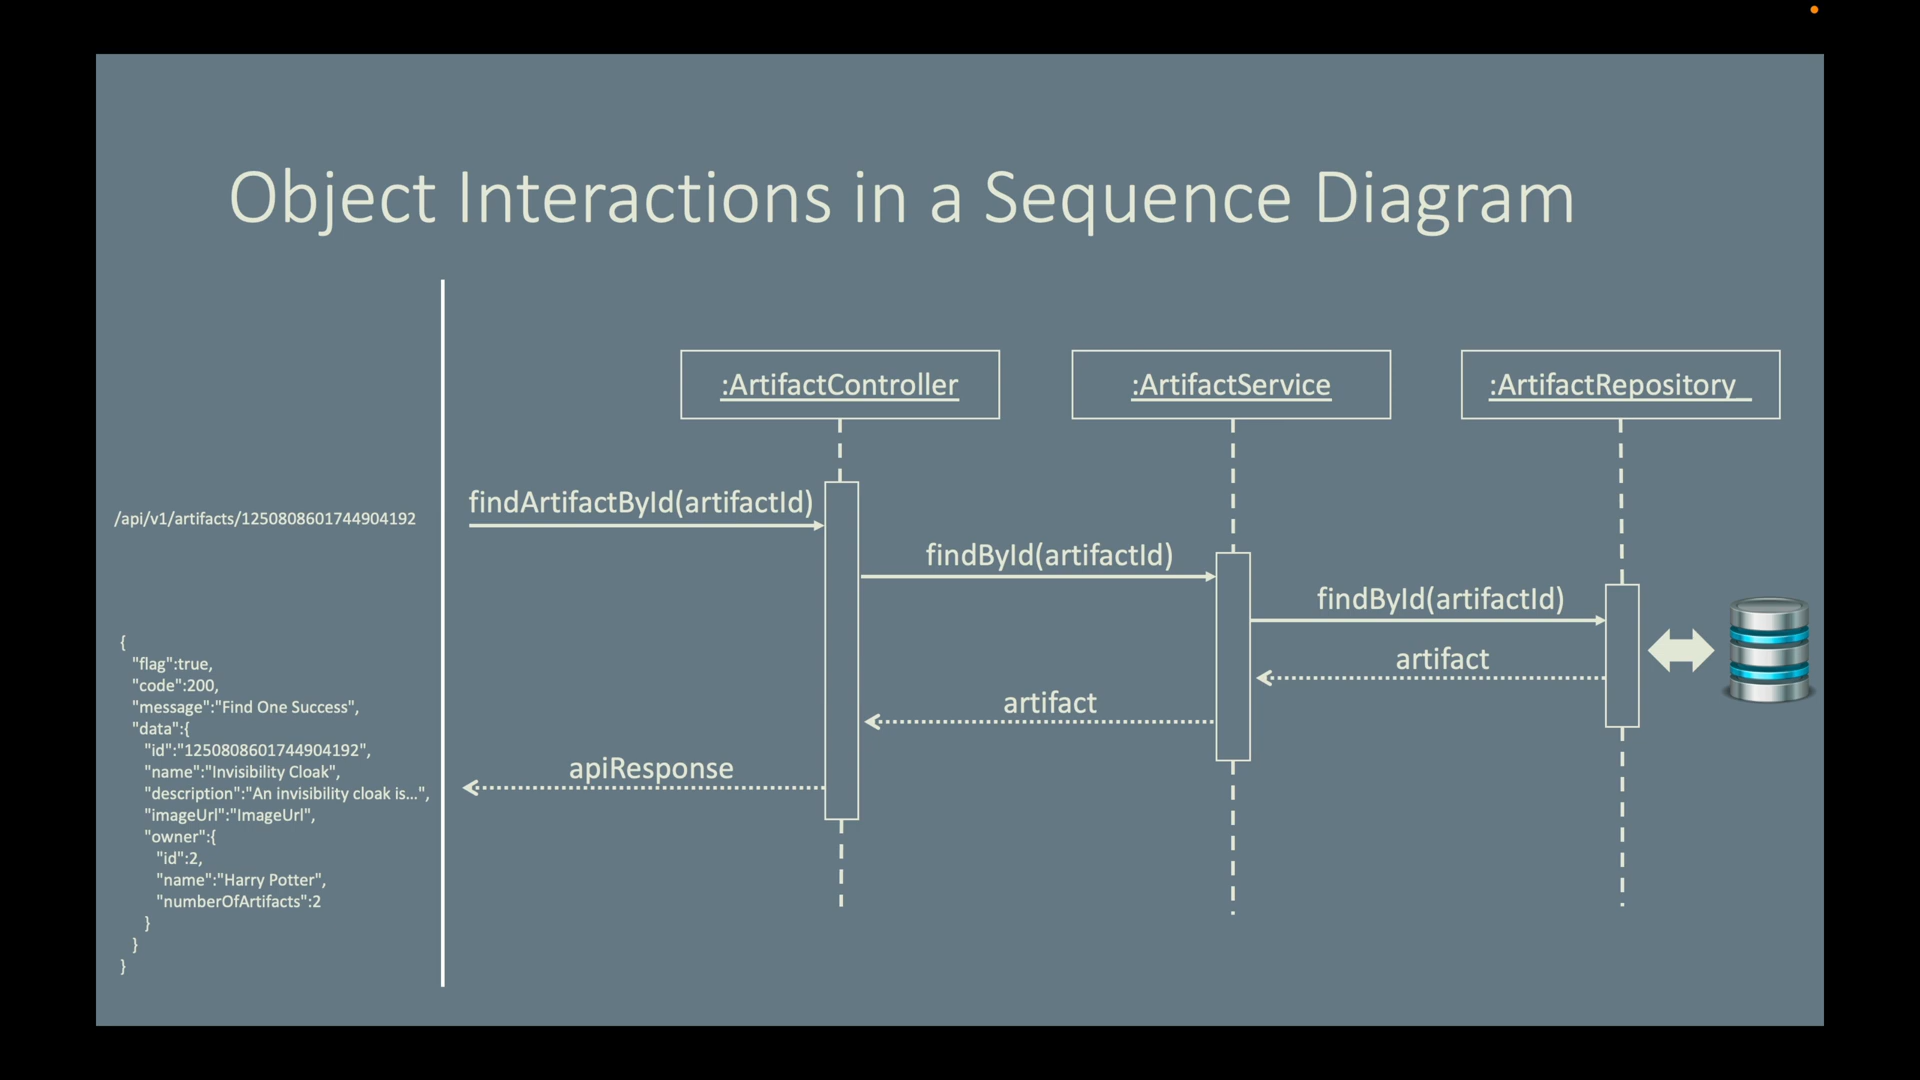 Object Interactions in a Sequence Diagram
:ArtifactController
:ArtifactService
:ArtifactRepository
/api/v1/artifacts/1250808601744904192
findArtifactById(artifactId)
findById(artifactId)
findById(artifactId)
artifact
artifact
apiResponse
{
"flag":true,
"code":200,
"message":"Find One Success",
"data":{
"id":"1250808601744904192",
"name":"Invisibility Cloak",
"description":"An invisibility cloak is...",
"imageUrl":"ImageUrl",
"owner":{
"id":2,
"name":"Harry Potter",
"numberOfArtifacts":2
}
}
}